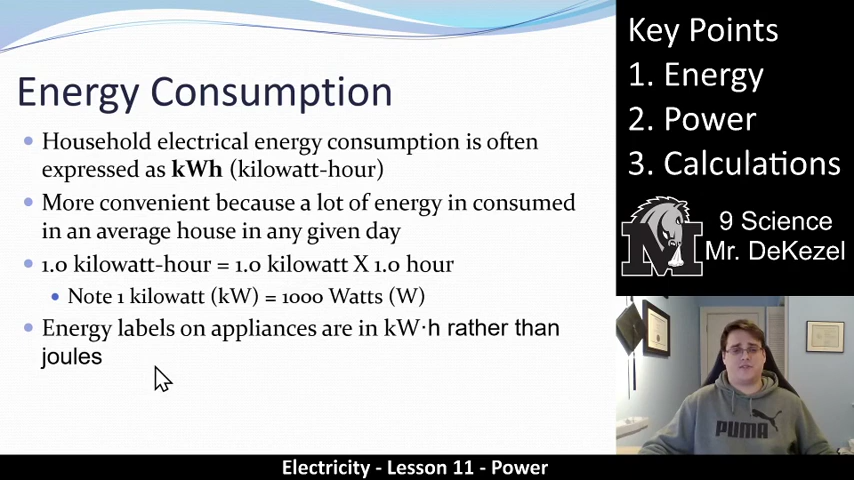 Energy Consumption
Household electrical energy consumption is often
expressed as kWh (kilowatt-hour)
More convenient because a lot of energy in consumed
in an average house in any given day
1.0 kilowatt-hour = 1.0 kilowatt X 1.0 hour
Note 1 kilowatt (kW) = 1000 Watts (W)
Energy labels on appliances are in kW·h rather than
joules
Key Points
1. Energy
2. Power
3. Calculations
M
9 Science
Mr. DeKezel
PUMA
Electricity - Lesson 11 - Power